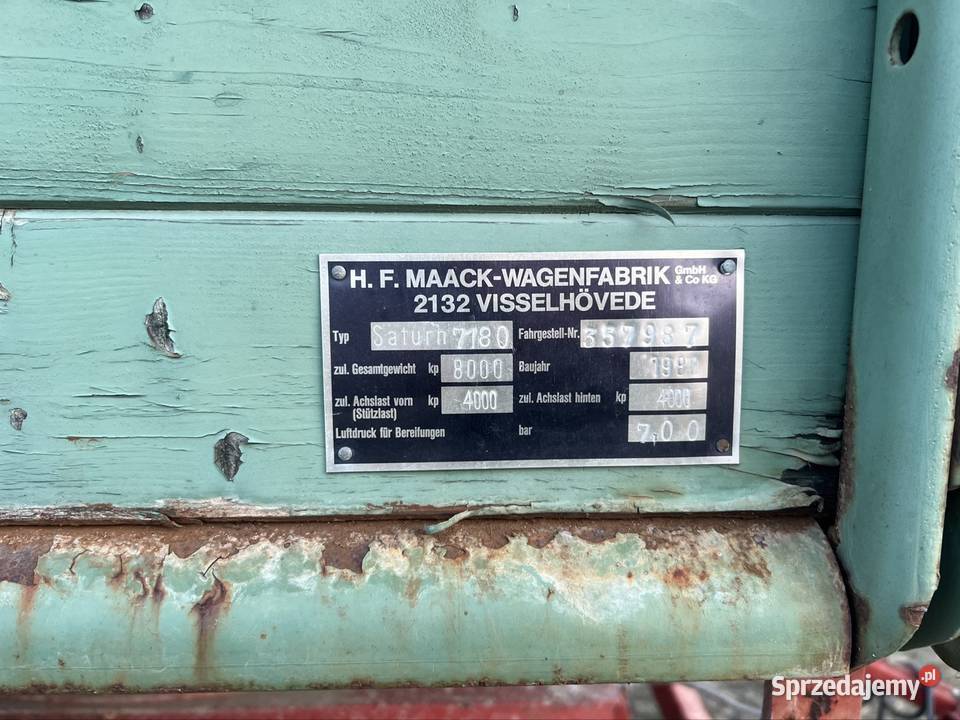 H. F. MAACK-WAGENFABRIK GmbH & Co KG
2132 VISSELHÖVEDE
Typ Saturn 7180 Fahrgestell-Nr. 357987
zul. Gesamtgewicht kp 8000 Baujahr
zul. Achslast vorn (Stützlast) kp 4000 zul. Achslast hinten kp 4000
Luftdruck für Bereifungen bar 7,00
Sprzedajemy.pl